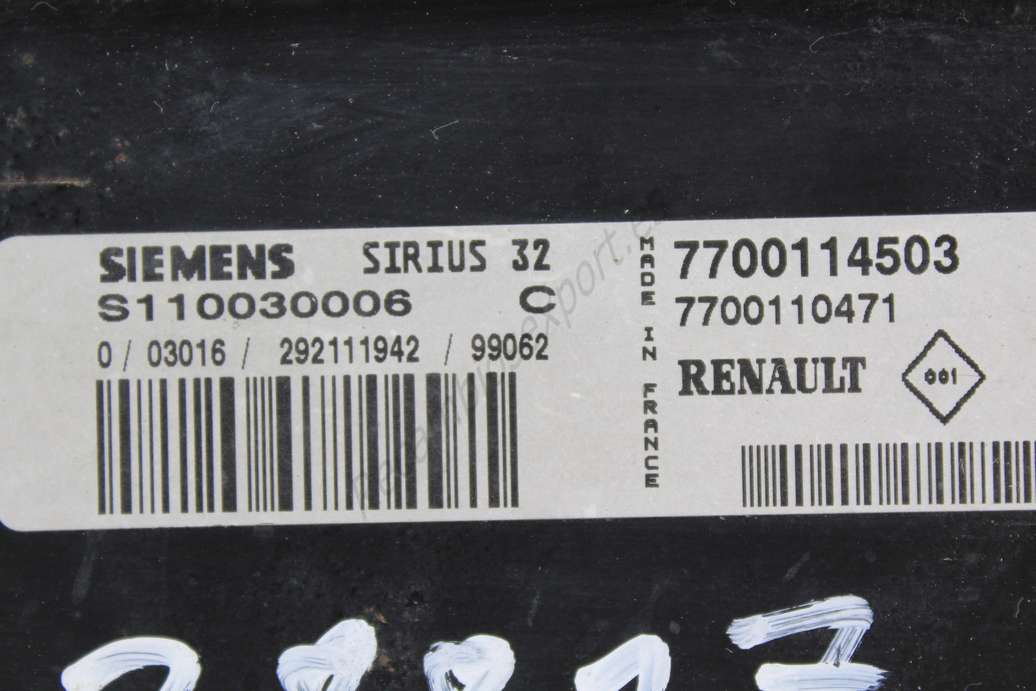 SIEMENS SIRIUS 32
S110030006 C
0 / 03016 / 292111942 / 99062
MADE IN FRANCE
7700114503
7700110471
RENAULT 001